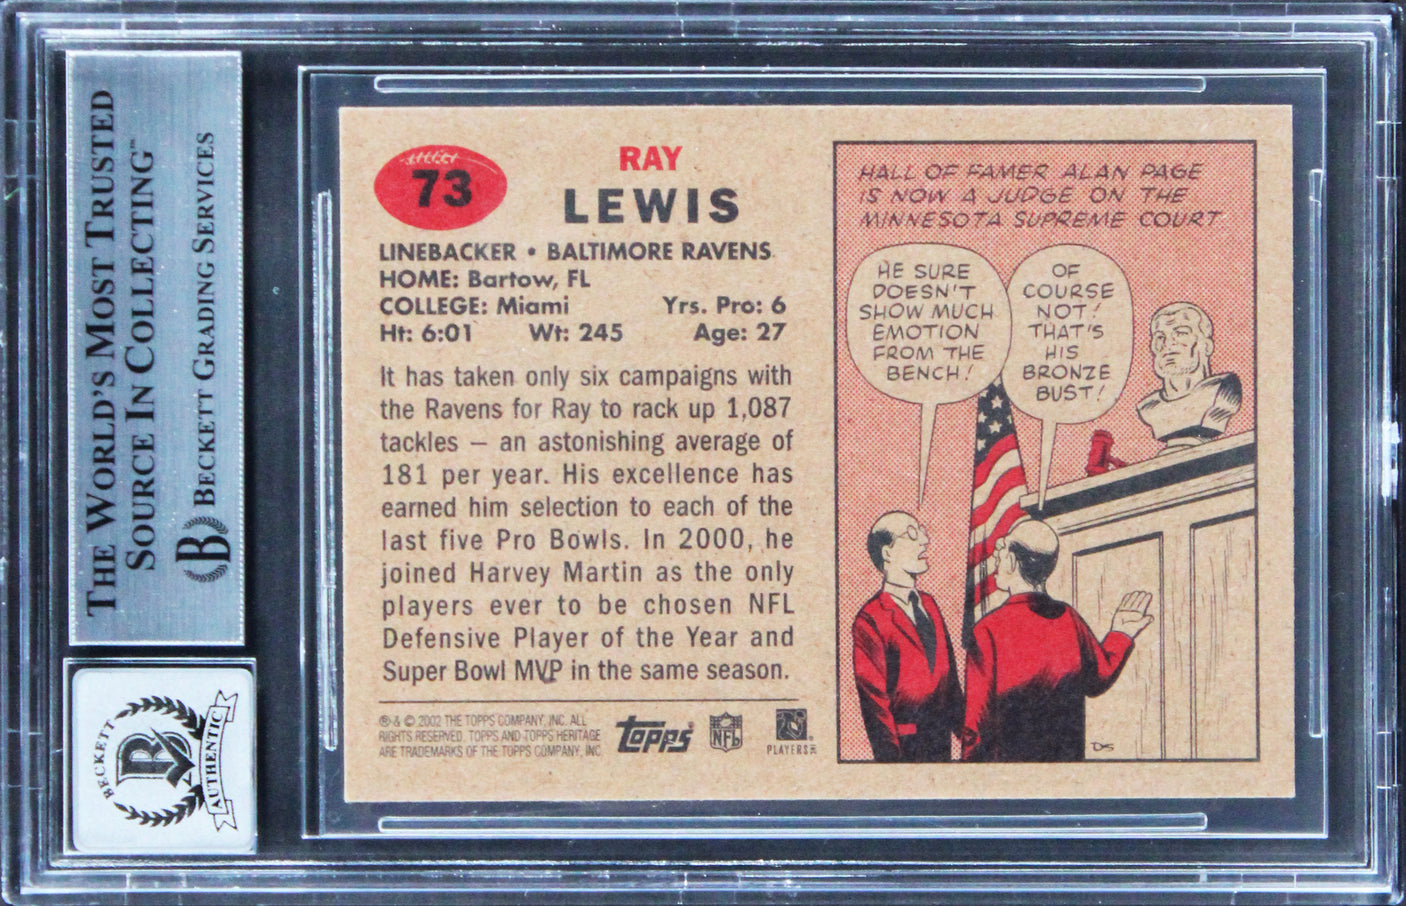 THE WORLD'S MOST TRUSTED
SOURCE IN COLLECTING™
BECKETT GRADING SERVICES
B
BECKETT
B
AUTHENTIC
73
RAY
LEWIS
LINEBACKER • BALTIMORE RAVENS
HOME: Bartow, FL
COLLEGE: Miami Yrs. Pro: 6
Ht: 6:01 Wt: 245 Age: 27
It has taken only six campaigns with
the Ravens for Ray to rack up 1,087
tackles — an astonishing average of
181 per year. His excellence has
earned him selection to each of the
last five Pro Bowls. In 2000, he
joined Harvey Martin as the only
players ever to be chosen NFL
Defensive Player of the Year and
Super Bowl MVP in the same season.
® & © 2002 THE TOPPS COMPANY, INC. ALL
RIGHTS RESERVED. TOPPS AND TOPPS HERITAGE
ARE TRADEMARKS OF THE TOPPS COMPANY, INC.
topps
NFL
PLAYERS
HALL OF FAMER ALAN PAGE
IS NOW A JUDGE ON THE
MINNESOTA SUPREME COURT.
HE SURE
DOESN'T
SHOW MUCH
EMOTION
FROM THE
BENCH!
OF
COURSE
NOT!
THAT'S
HIS
BRONZE
BUST!
DS